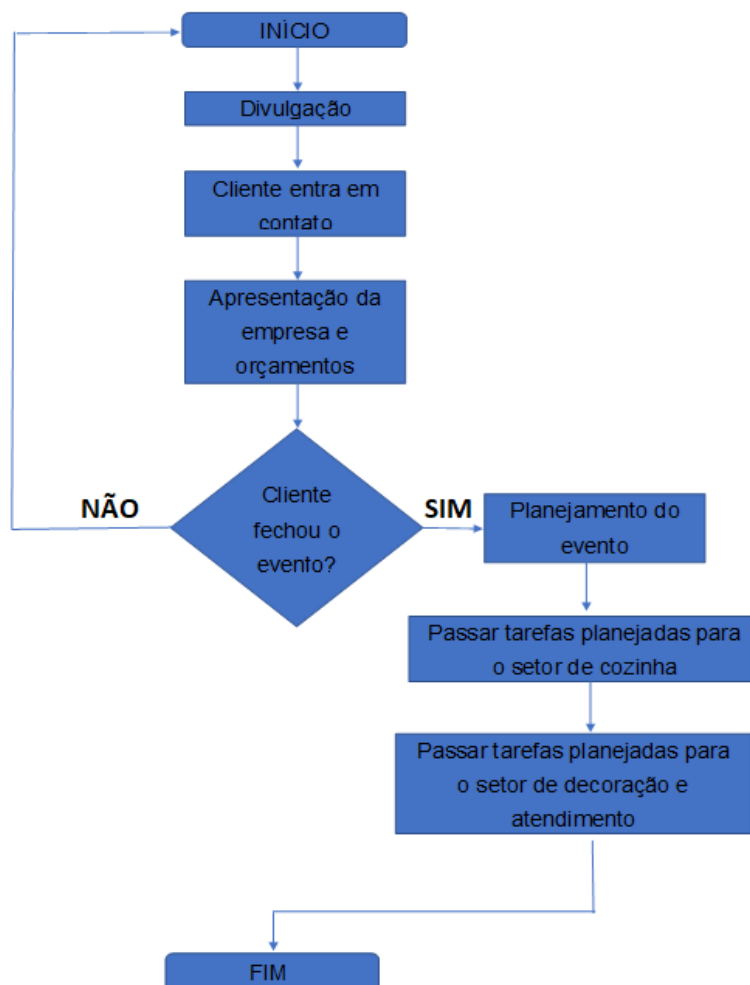 INÍCIO
Divulgação
Cliente entra em
contato
Apresentação da
empresa e
orçamentos
Cliente
fechou o
evento?
NÃO
SIM
Planejamento do
evento
Passar tarefas planejadas para
o setor de cozinha
Passar tarefas planejadas para
o setor de decoração e
atendimento
FIM